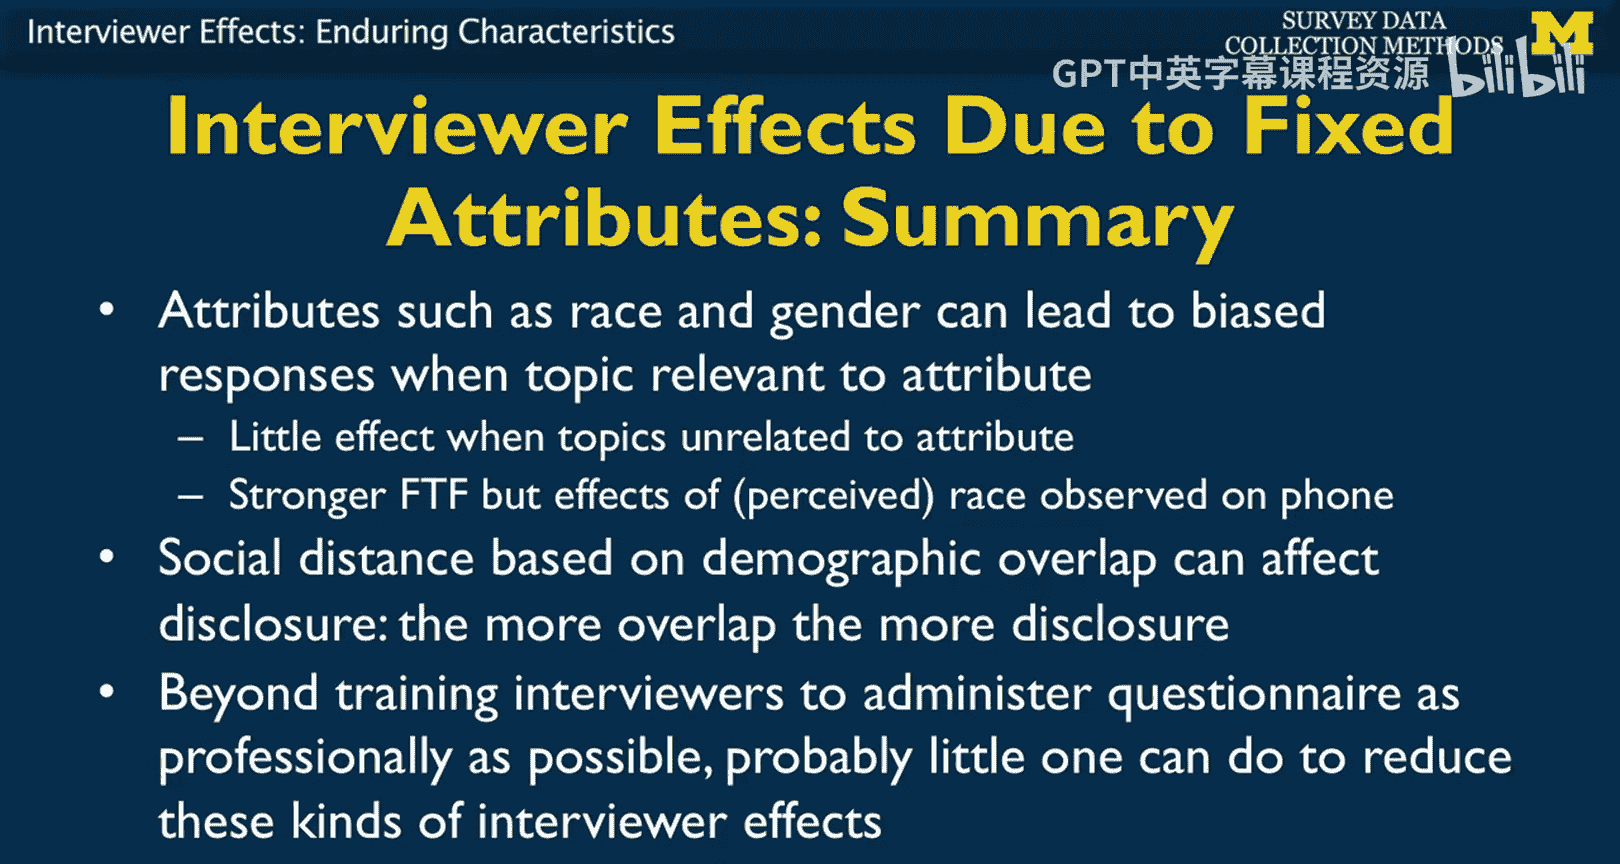 Interviewer Effects: Enduring Characteristics
SURVEY DATA
COLLECTION METHODS
M
GPT中英字幕课程资源 bilibili
Interviewer Effects Due to Fixed
Attributes: Summary
• Attributes such as race and gender can lead to biased
responses when topic relevant to attribute
– Little effect when topics unrelated to attribute
– Stronger FTF but effects of (perceived) race observed on phone
• Social distance based on demographic overlap can affect
disclosure: the more overlap the more disclosure
• Beyond training interviewers to administer questionnaire as
professionally as possible, probably little one can do to reduce
these kinds of interviewer effects